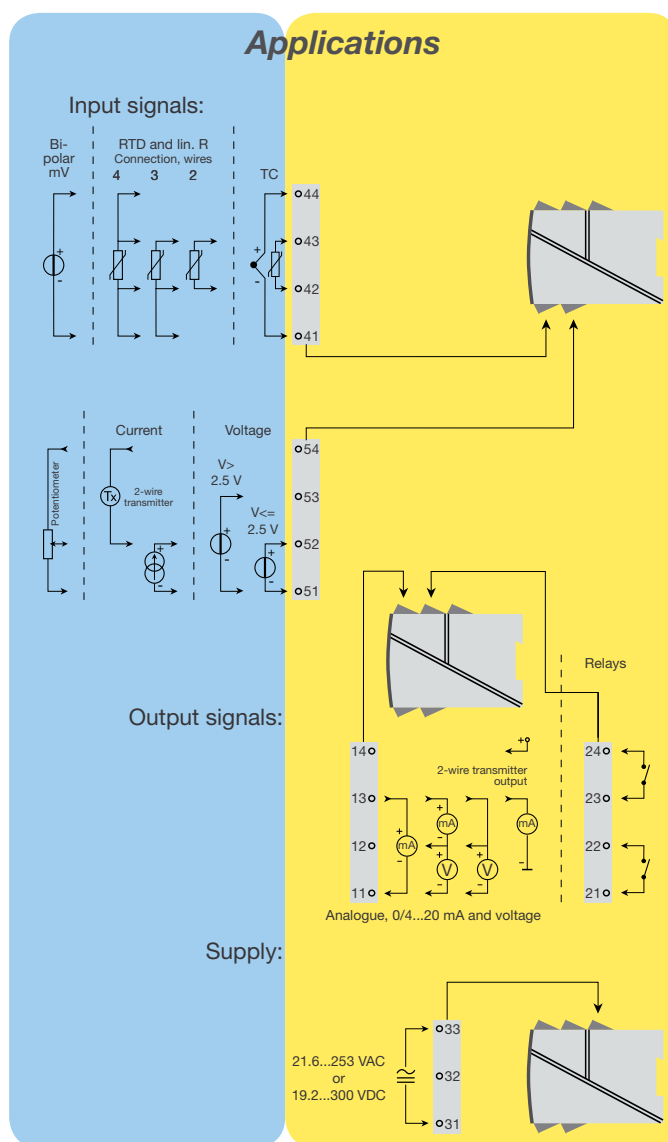 Applications
Input signals:
Bi-
polar
mV
RTD and lin. R
Connection, wires
4 3 2
TC
+
-
+
-
44
43
42
41
Potentiometer
Current
Tx
2-wire
transmitter
+
-
Voltage
V>
2.5 V
+
-
V<=
2.5 V
+
-
54
53
52
51
Output signals:
14
13
12
11
+
mA
-
+
mA
-
+
V
-
+
V
-
+
2-wire transmitter
output
mA
-
Analogue, 0/4...20 mA and voltage
Relays
24
23
22
21
Supply:
21.6...253 VAC
or
19.2...300 VDC
33
32
31